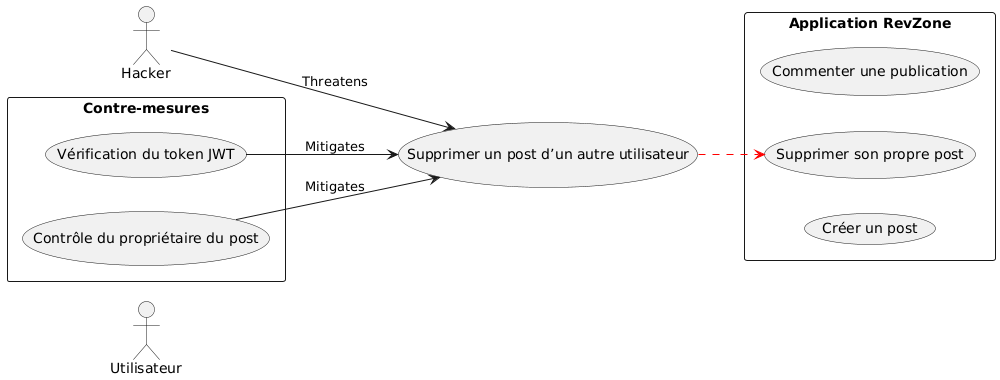 Hacker
Threatens
Contre-mesures
Vérification du token JWT
Mitigates
Contrôle du propriétaire du post
Mitigates
Utilisateur
Supprimer un post d’un autre utilisateur
Application RevZone
Commenter une publication
Supprimer son propre post
Créer un post